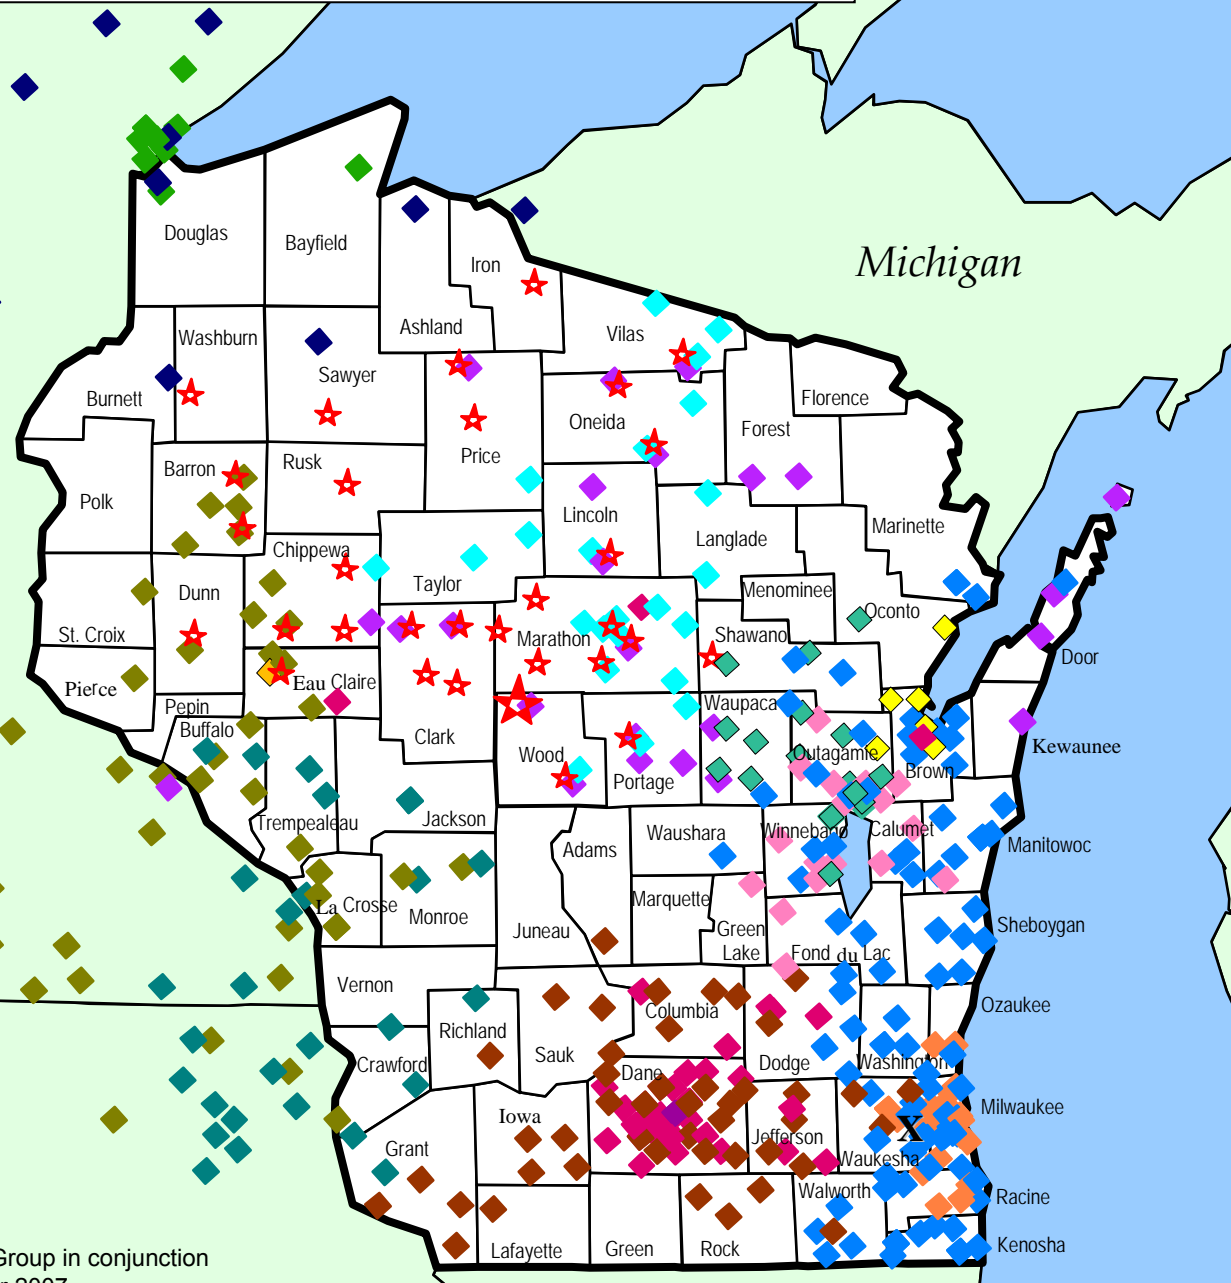 Michigan
Douglas
Bayfield
Iron
Ashland
Vilas
Washburn
Sawyer
Burnett
Florence
Oneida
Forest
Price
Barron
Rusk
Polk
Lincoln
Marinette
Langlade
Chippewa
Taylor
Dunn
Menominee
Oconto
St. Croix
Marathon
Shawano
Door
Pierce
Eau Claire
Pepin
Waupaca
Buffalo
Clark
Wood
Portage
Outagamie
Brown
Kewaunee
Trempealeau
Jackson
Waushara
Winnebago
Calumet
Manitowoc
Adams
La Crosse
Monroe
Marquette
Juneau
Green
Lake
Fond du Lac
Sheboygan
Vernon
Columbia
Ozaukee
Richland
Sauk
Crawford
Dane
Dodge
Washington
Iowa
Milwaukee
X
Grant
Jefferson
Waukesha
Walworth
Racine
Lafayette
Green
Rock
Kenosha
Group in conjunction
2007